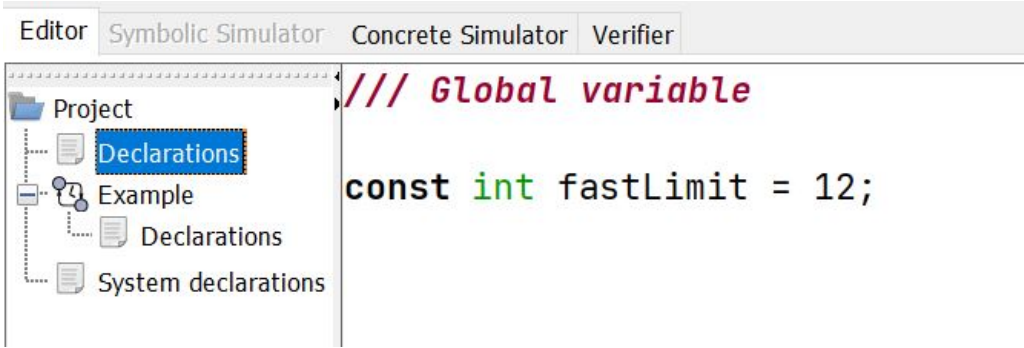 Editor Symbolic Simulator Concrete Simulator Verifier
Project
Declarations
Example
Declarations
System declarations
/// Global variable
const int fastLimit = 12;